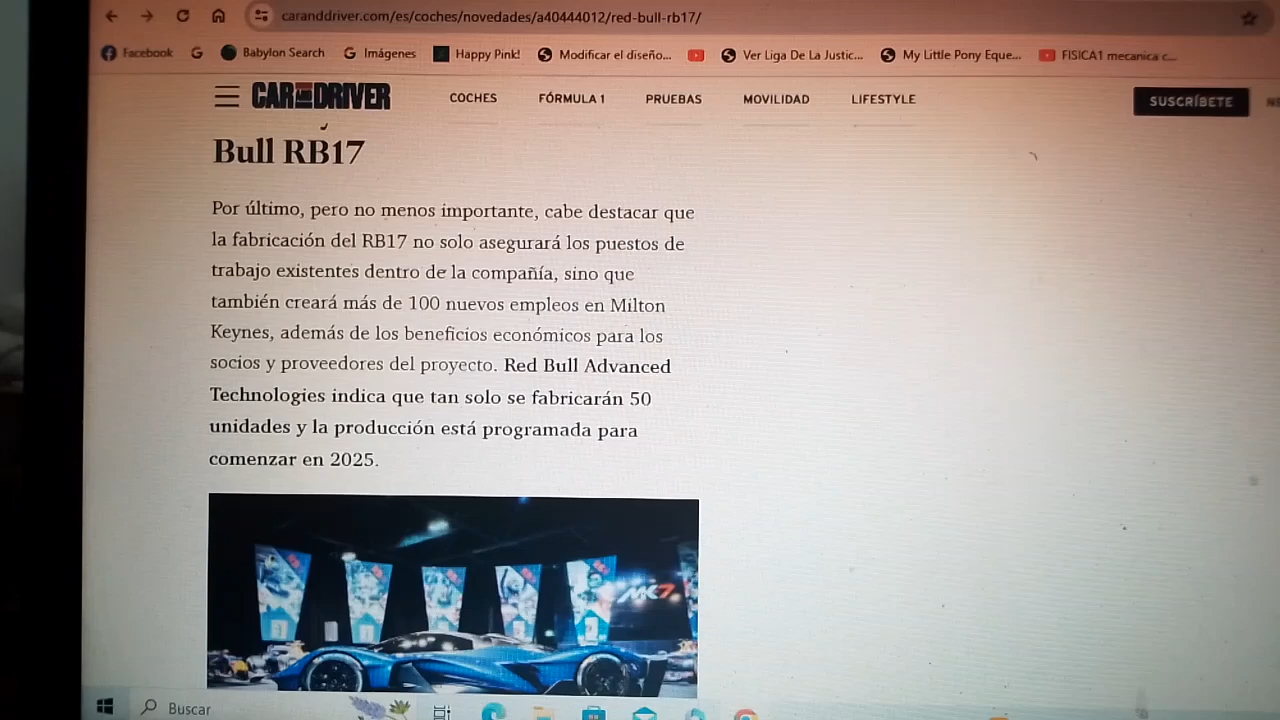 caranddriver.com/es/coches/novedades/a40444012/red-bull-rb17/
Facebook
Babylon Search
Imágenes
Happy Pink!
Modificar el diseño...
Ver Liga De La Justic...
My Little Pony Eque...
FISICA1 mecanica c...
CAR AND DRIVER
COCHES
FÓRMULA 1
PRUEBAS
MOVILIDAD
LIFESTYLE
SUSCRÍBETE
Bull RB17
Por último, pero no menos importante, cabe destacar que
la fabricación del RB17 no solo asegurará los puestos de
trabajo existentes dentro de la compañía, sino que
también creará más de 100 nuevos empleos en Milton
Keynes, además de los beneficios económicos para los
socios y proveedores del proyecto. Red Bull Advanced
Technologies indica que tan solo se fabricarán 50
unidades y la producción está programada para
comenzar en 2025.
MK7
Buscar